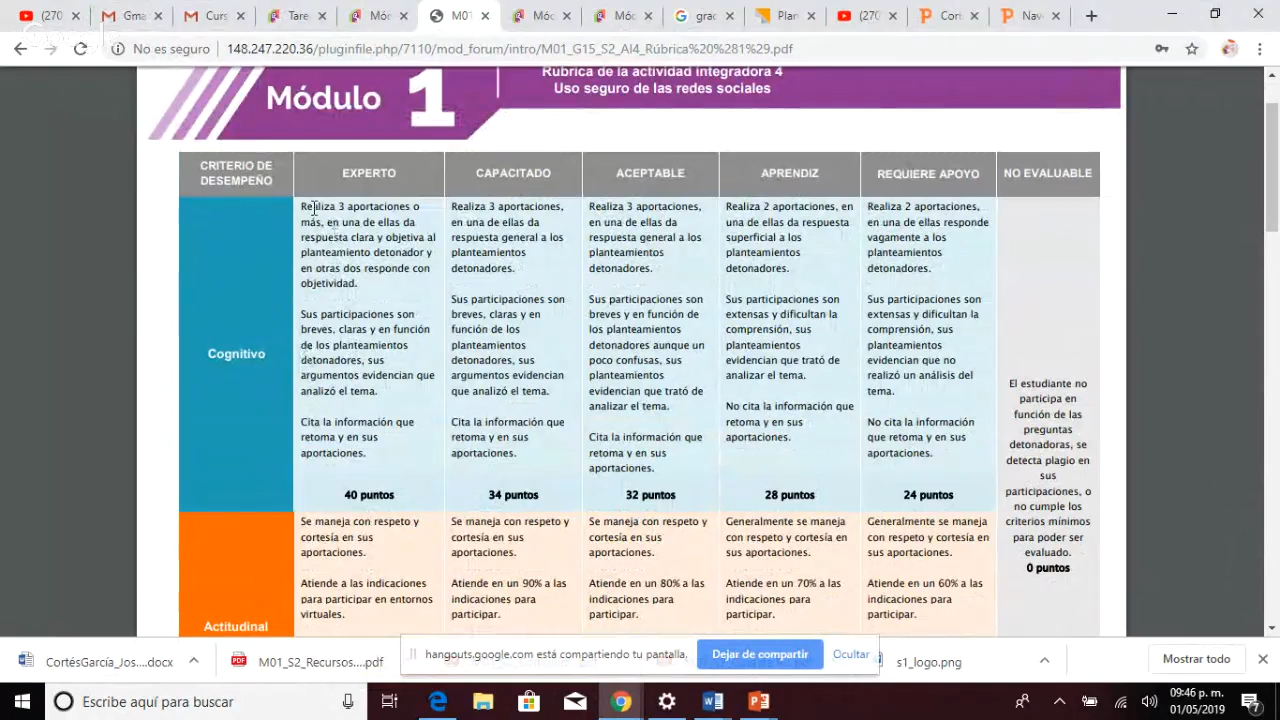 (270
Gma
Curs
Tare
Móc
M01
Móc
Móc
grac
Plan
(270
Con
Nav
No es seguro
148.247.220.36/pluginfile.php/7110/mod_forum/intro/M01_G15_S2_AI4_Rúbrica%20%281%29.pdf
Módulo 1
Rúbrica de la actividad integradora 4
Uso seguro de las redes sociales
CRITERIO DE
DESEMPEÑO
EXPERTO
CAPACITADO
ACEPTABLE
APRENDIZ
REQUIERE APOYO
NO EVALUABLE
Cognitivo
Realiza 3 aportaciones o
más, en una de ellas da
respuesta clara y objetiva al
planteamiento detonador y
en otras dos responde con
objetividad.
Sus participaciones son
breves, claras y en función
de los planteamientos
detonadores, sus
argumentos evidencian que
analizó el tema.
Cita la información que
retoma y en sus
aportaciones.
40 puntos
Realiza 3 aportaciones,
en una de ellas da
respuesta general a los
planteamientos
detonadores.
Sus participaciones son
breves, claras y en
función de los
planteamientos
detonadores, sus
argumentos evidencian
que analizó el tema.
Cita la información que
retoma y en sus
aportaciones.
34 puntos
Realiza 3 aportaciones,
en una de ellas da
respuesta general a los
planteamientos
detonadores.
Sus participaciones son
breves y en función de
los planteamientos
detonadores aunque un
poco confusas, sus
planteamientos
evidencian que trató de
analizar el tema.
Cita la información que
retoma y en sus
aportaciones.
32 puntos
Realiza 2 aportaciones, en
una de ellas da respuesta
superficial a los
planteamientos
detonadores.
Sus participaciones son
extensas y dificultan la
comprensión, sus
planteamientos
evidencian que trató de
analizar el tema.
No cita la información que
retoma y en sus
aportaciones.
28 puntos
Realiza 2 aportaciones,
en una de ellas responde
vagamente a los
planteamientos
detonadores.
Sus participaciones son
extensas y dificultan la
comprensión, sus
planteamientos
evidencian que no
realizó un análisis del
tema.
No cita la información
que retoma y en sus
aportaciones.
24 puntos
El estudiante no
participa en
función de las
preguntas
detonadoras, se
detecta plagio en
sus
participaciones, o
no cumple los
criterios mínimos
para poder ser
evaluado.
0 puntos
Actitudinal
Se maneja con respeto y
cortesía en sus
aportaciones.
Atiende a las indicaciones
para participar en entornos
virtuales.
Se maneja con respeto y
cortesía en sus
aportaciones.
Atiende en un 90% a las
indicaciones para
participar.
Se maneja con respeto y
cortesía en sus
aportaciones.
Atiende en un 80% a las
indicaciones para
participar.
Generalmente se maneja
con respeto y cortesía en
sus aportaciones.
Atiende en un 70% a las
indicaciones para
participar.
Generalmente se maneja
con respeto y cortesía en
sus aportaciones.
Atiende en un 60% a las
indicaciones para
participar.
hangouts.google.com está compartiendo tu pantalla.
Dejar de compartir
Ocultar
CortésGarcía_Jos....docx
M01_S2_Recursos....pdf
s1_logo.png
Mostrar todo
Escribe aquí para buscar
09:46 p. m.
01/05/2019
7